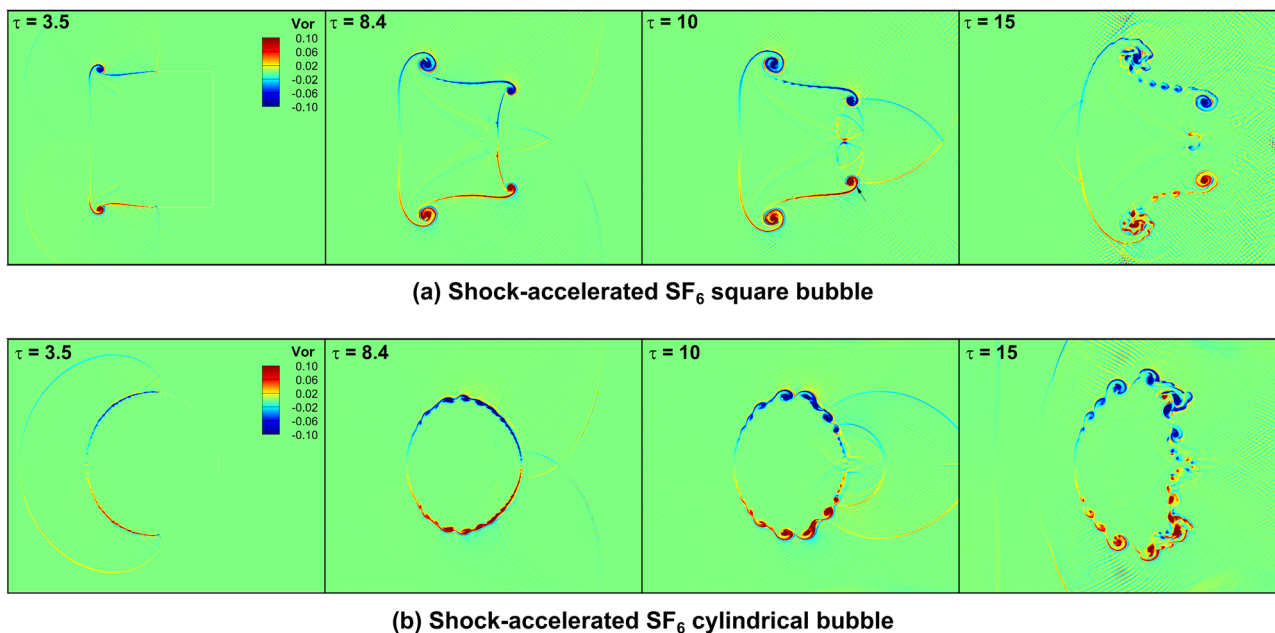 τ = 3.5
Vor
0.10
0.06
0.02
-0.02
-0.06
-0.10
τ = 8.4
τ = 10
τ = 15
(a) Shock-accelerated SF₆ square bubble
τ = 3.5
Vor
0.10
0.06
0.02
-0.02
-0.06
-0.10
τ = 8.4
τ = 10
τ = 15
(b) Shock-accelerated SF₆ cylindrical bubble